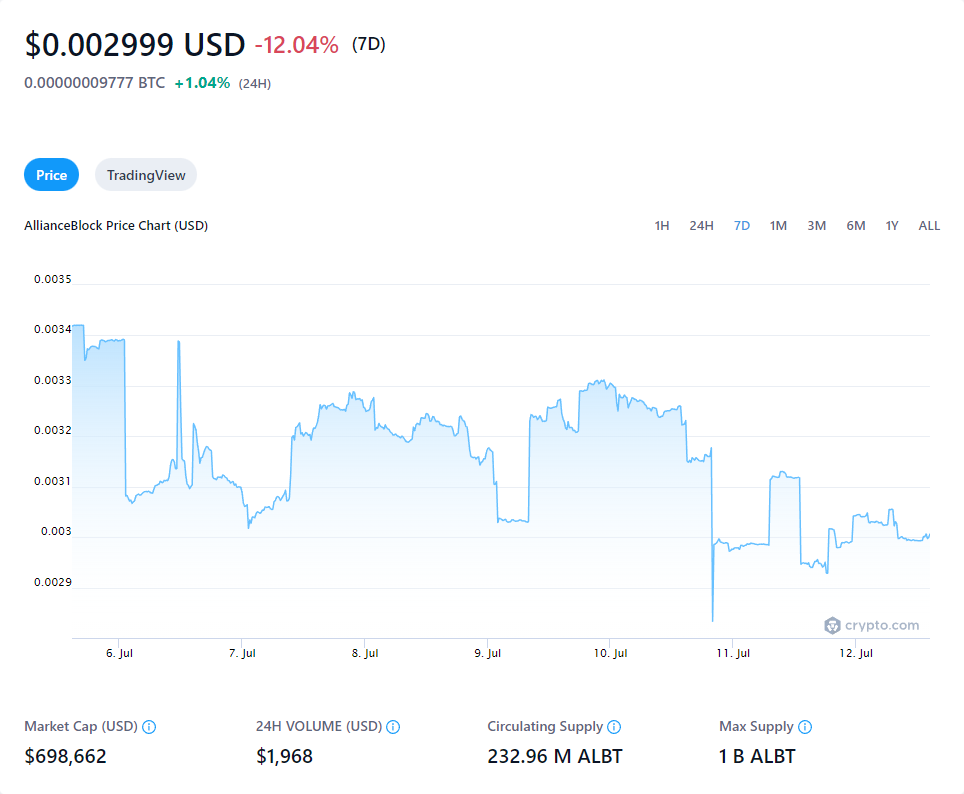 $0.002999 USD -12.04% (7D)
0.00000009777 BTC +1.04% (24H)
Price TradingView
AllianceBlock Price Chart (USD) 1H 24H 7D 1M 3M 6M 1Y ALL
0.0035
0.0034
0.0033
0.0032
0.0031
0.003
0.0029
crypto.com
6. Jul 7. Jul 8. Jul 9. Jul 10. Jul 11. Jul 12. Jul
Market Cap (USD) 24H VOLUME (USD) Circulating Supply Max Supply
$698,662 $1,968 232.96 M ALBT 1 B ALBT